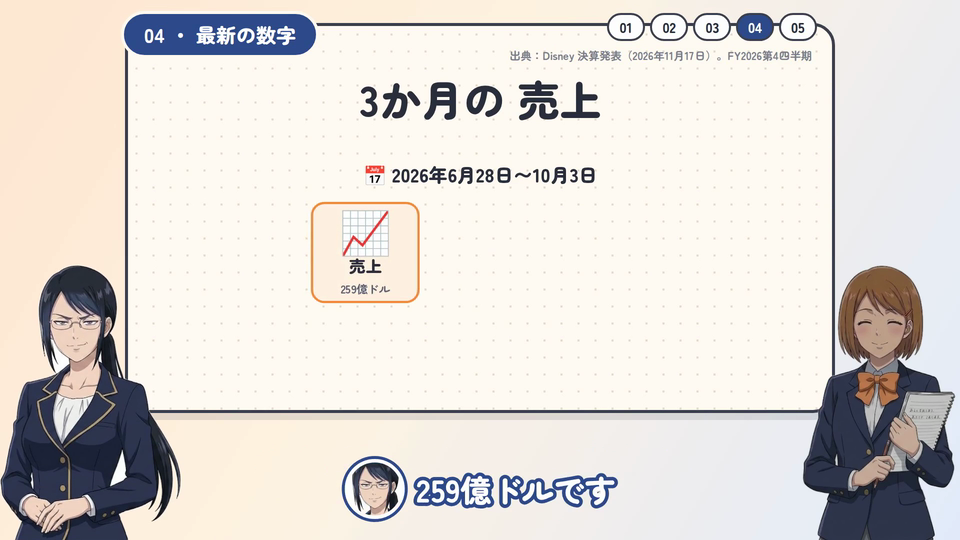 04 ・ 最新の数字
01 02 03 04 05
出典：Disney 決算発表（2026年11月17日）。FY2026第4四半期
3か月の 売上
July 17 2026年6月28日〜10月3日
売上
259億ドル
259億ドルです